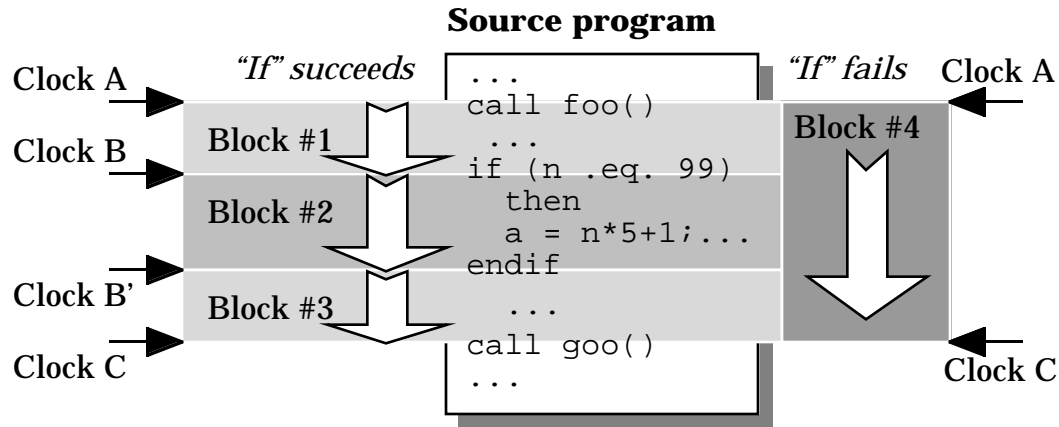 Source program
"If" succeeds
"If" fails
Clock A
Clock B
Clock B'
Clock C
Block #1
Block #2
Block #3
...
call foo()
...
if (n .eq. 99)
then
a = n*5+1;...
endif
...
call goo()
...
Block #4
Clock A
Clock C